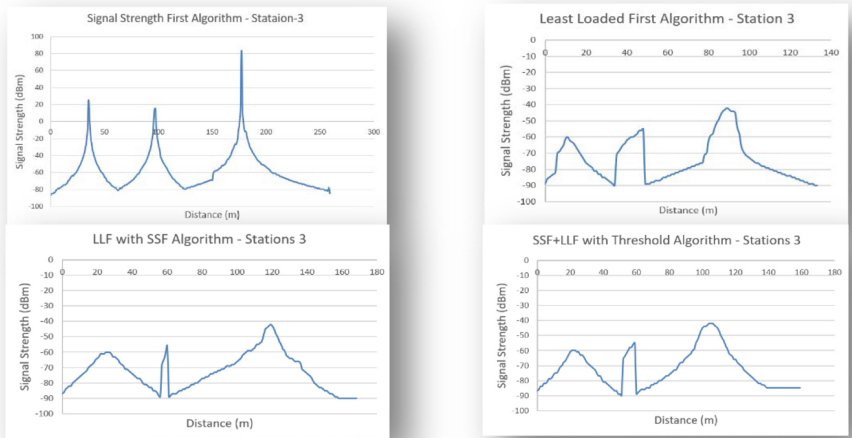 Signal Strength First Algorithm - Stataion-3
Signal Strength (dBm)
100
80
60
40
20
0
-20
-40
-60
-80
-100
0 50 100 150 200 250 300
Distance (m)
Least Loaded First Algorithm - Station 3
0 20 40 60 80 100 120 140
Signal Strength (dBm)
0
-10
-20
-30
-40
-50
-60
-70
-80
-90
-100
Distance (m)
LLF with SSF Algorithm - Stations 3
0 20 40 60 80 100 120 140 160 180
Signal Strength (dBm)
0
-10
-20
-30
-40
-50
-60
-70
-80
-90
-100
Distance (m)
SSF+LLF with Threshold Algorithm - Stations 3
0 20 40 60 80 100 120 140 160 180
Signal Strength (dBm)
0
-10
-20
-30
-40
-50
-60
-70
-80
-90
-100
Distance (m)